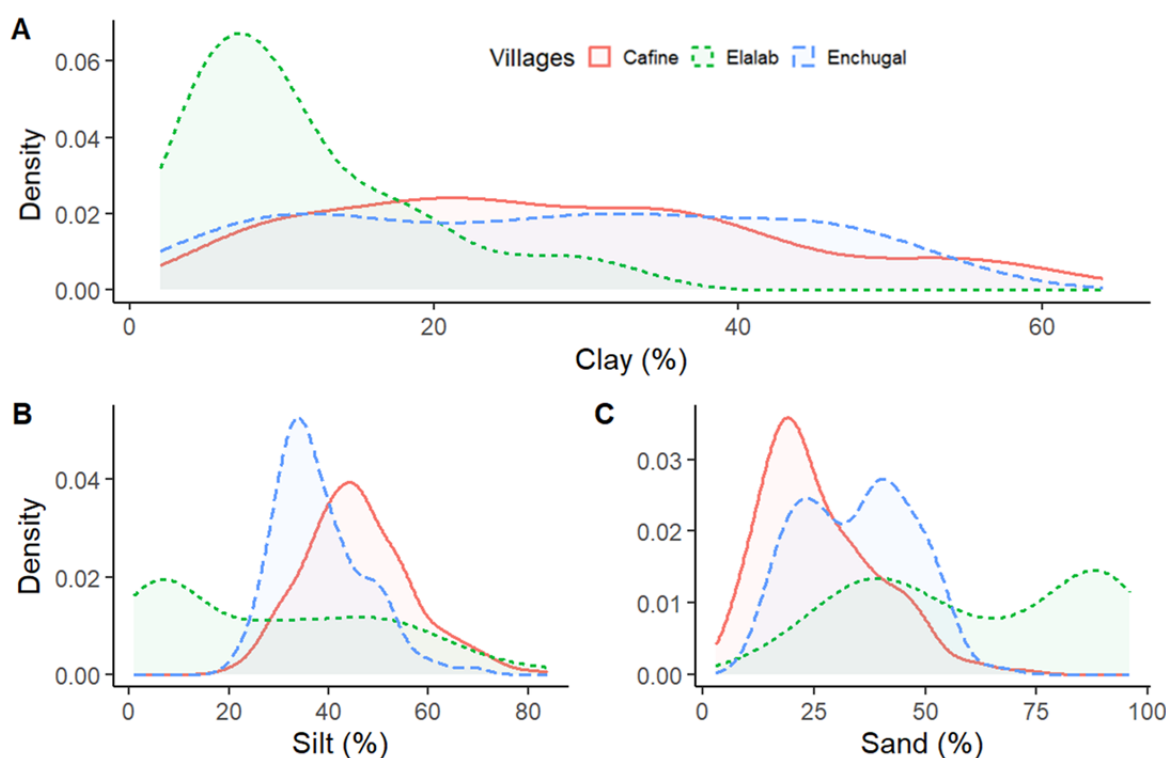 A
Villages Cafine Elalab Enchugal
Density
0.06
0.04
0.02
0.00
0 20 40 60
Clay (%)
B
Density
0.04
0.02
0.00
0 20 40 60 80
Silt (%)
C
0.03
0.02
0.01
0.00
0 25 50 75 100
Sand (%)